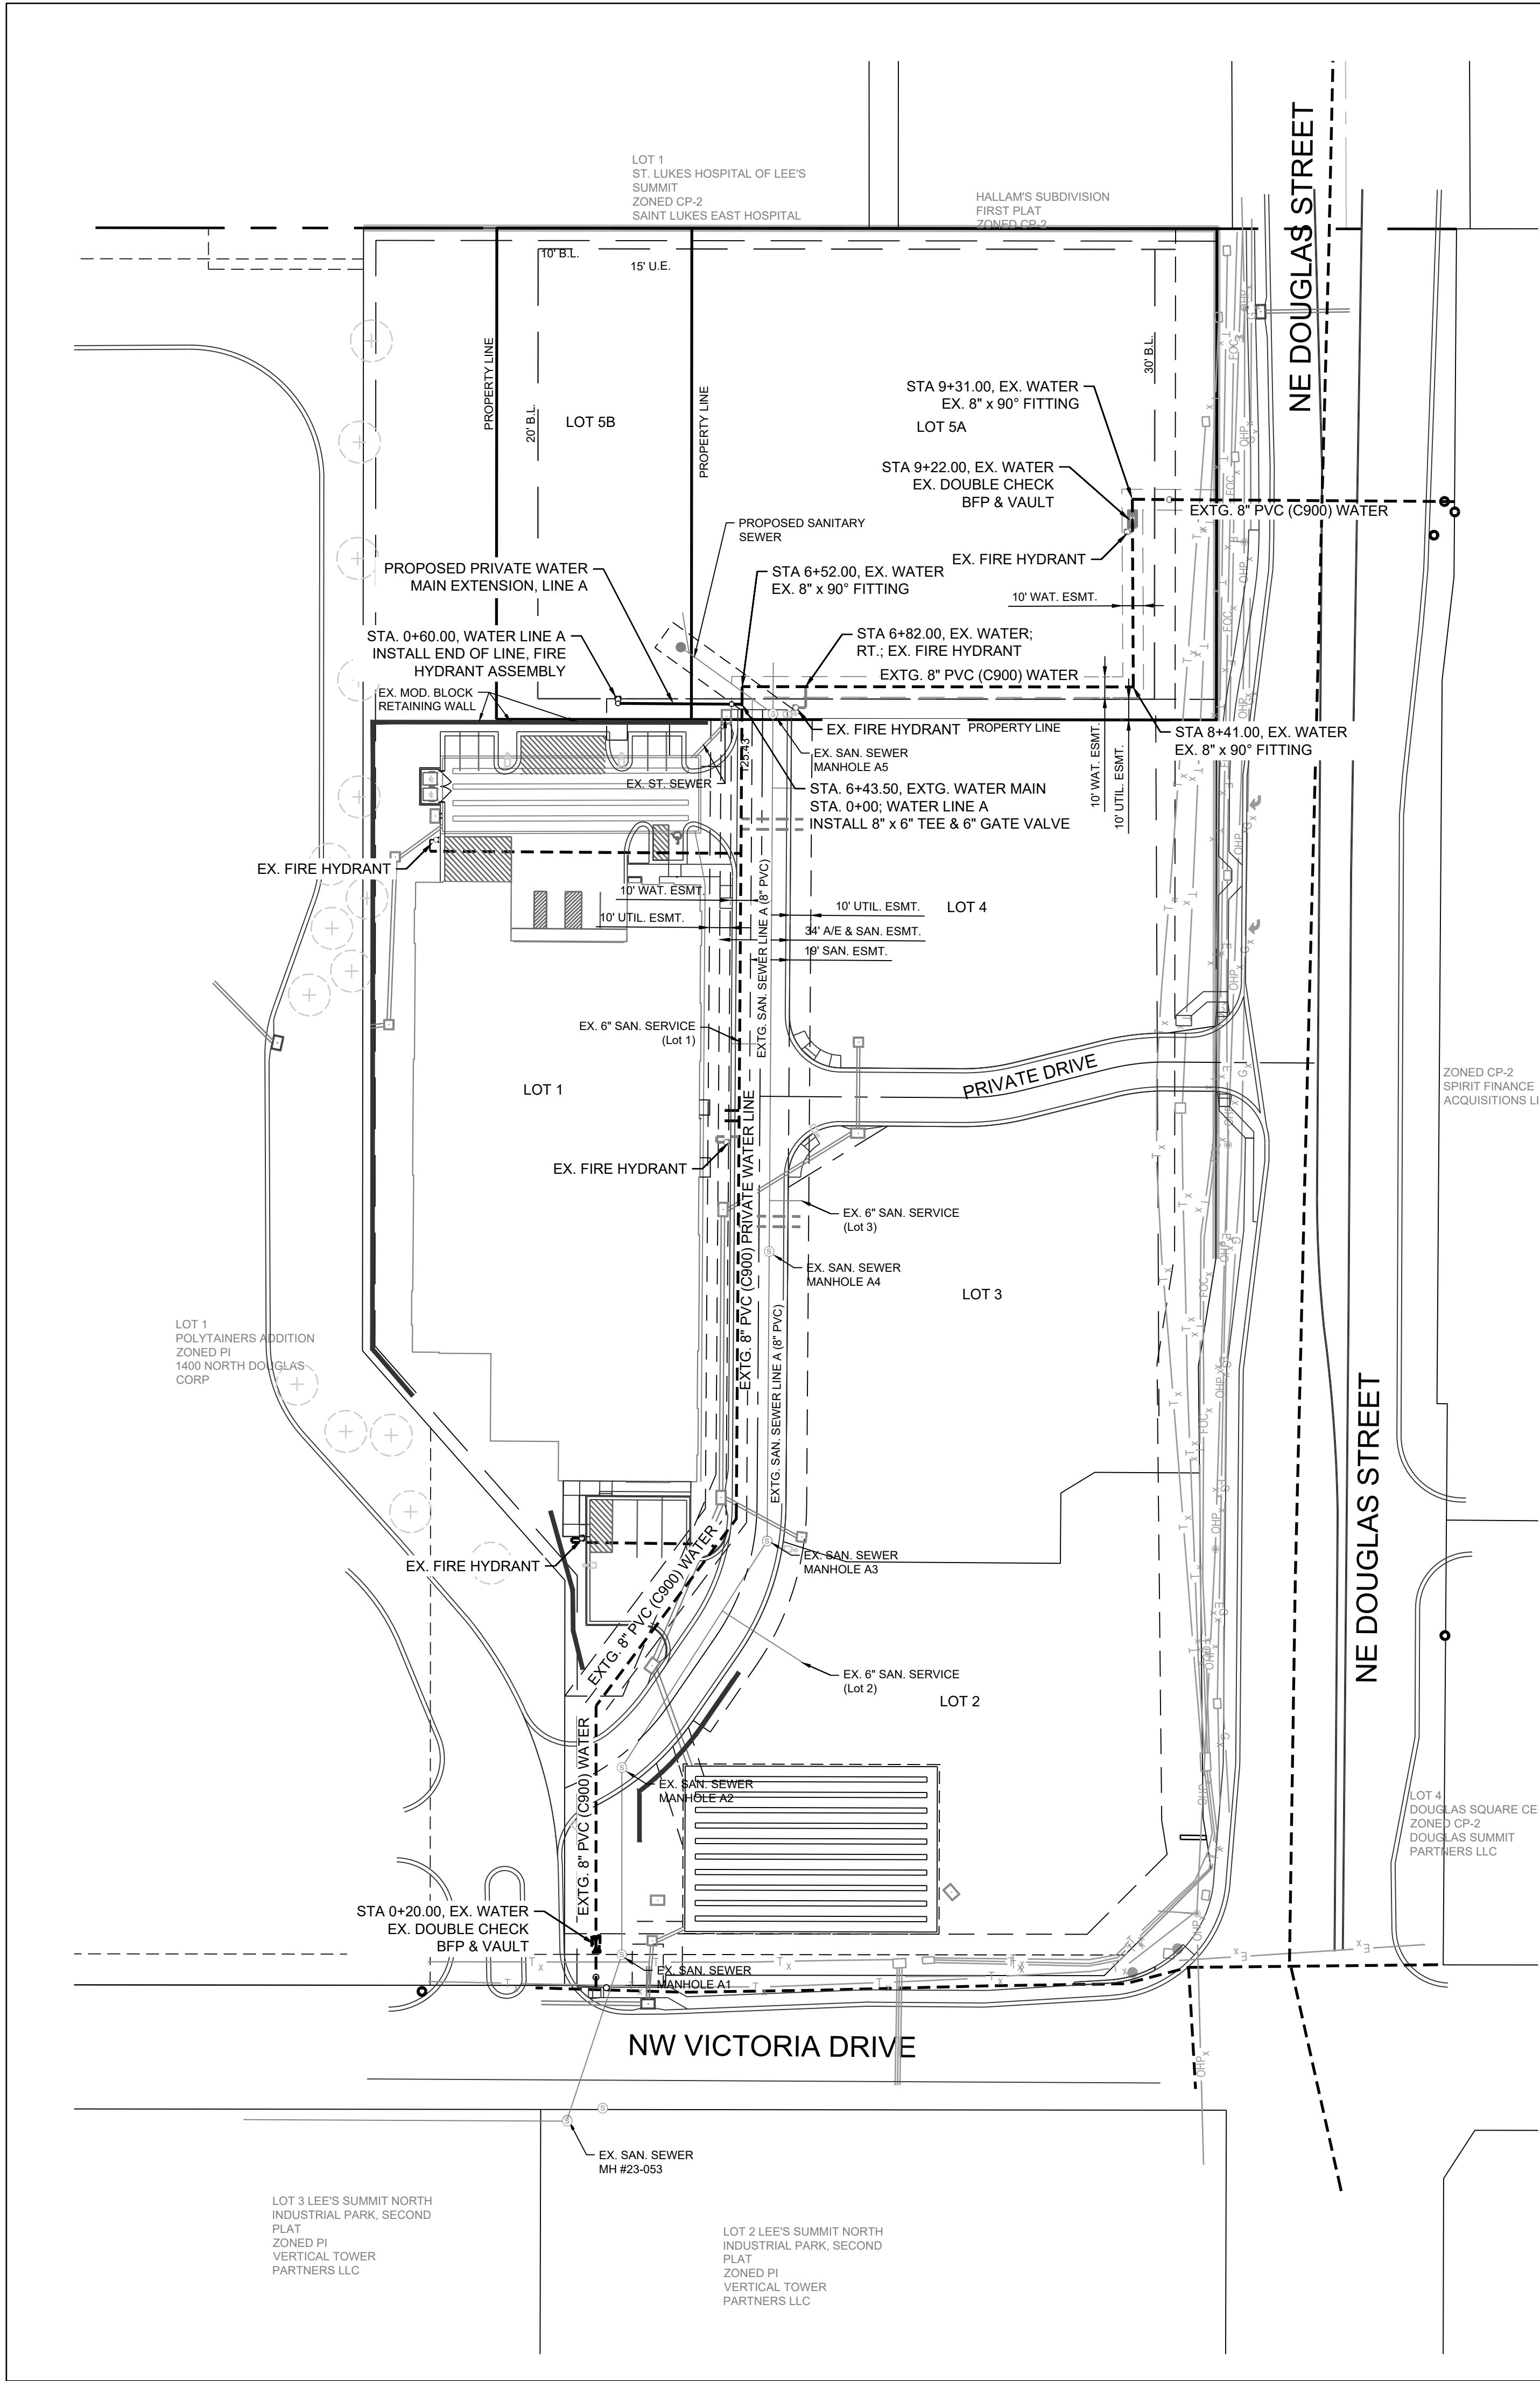 LOT 1
ST. LUKES HOSPITAL OF LEE'S
SUMMIT
ZONED CP-2
SAINT LUKES EAST HOSPITAL
HALLAM'S SUBDIVISION
FIRST PLAT
ZONED CP-2
NE DOUGLAS STREET
10' B.L.
15' U.E.
PROPERTY LINE
20' B.L.
LOT 5B
PROPERTY LINE
30' B.L.
STA 9+31.00, EX. WATER
EX. 8" x 90° FITTING
LOT 5A
STA 9+22.00, EX. WATER
EX. DOUBLE CHECK
BFP & VAULT
EXTG. 8" PVC (C900) WATER
PROPOSED SANITARY
SEWER
EX. FIRE HYDRANT
PROPOSED PRIVATE WATER
MAIN EXTENSION, LINE A
STA 6+52.00, EX. WATER
EX. 8" x 90° FITTING
10' WAT. ESMT.
STA. 0+60.00, WATER LINE A
INSTALL END OF LINE, FIRE
HYDRANT ASSEMBLY
STA 6+82.00, EX. WATER;
RT.; EX. FIRE HYDRANT
EXTG. 8" PVC (C900) WATER
EX. MOD. BLOCK
RETAINING WALL
EX. FIRE HYDRANT
PROPERTY LINE
STA 8+41.00, EX. WATER
EX. 8" x 90° FITTING
125.43'
EX. SAN. SEWER
MANHOLE A5
10' WAT. ESMT.
10' UTIL. ESMT.
EX. ST. SEWER
STA. 6+43.50, EXTG. WATER MAIN
STA. 0+00; WATER LINE A
INSTALL 8" x 6" TEE & 6" GATE VALVE
EX. FIRE HYDRANT
10' WAT. ESMT.
10' UTIL. ESMT.
10' UTIL. ESMT.
LOT 4
34' A/E & SAN. ESMT.
19' SAN. ESMT.
EXTG. SAN. SEWER LINE A (8" PVC)
EX. 6" SAN. SERVICE
(Lot 1)
PRIVATE DRIVE
ZONED CP-2
SPIRIT FINANCE
ACQUISITIONS LI
LOT 1
EX. FIRE HYDRANT
EXTG. 8" PVC (C900) PRIVATE WATER LINE
EX. 6" SAN. SERVICE
(Lot 3)
EX. SAN. SEWER
MANHOLE A4
LOT 3
EXTG. SAN. SEWER LINE A (8" PVC)
LOT 1
POLYTAINERS ADDITION
ZONED PI
1400 NORTH DOUGLAS
CORP
NE DOUGLAS STREET
EX. FIRE HYDRANT
EXTG. 8" PVC (C900) WATER
EX. SAN. SEWER
MANHOLE A3
EX. 6" SAN. SERVICE
(Lot 2)
LOT 2
EXTG. 8" PVC (C900) WATER
EX. SAN. SEWER
MANHOLE A2
LOT 4
DOUGLAS SQUARE CE
ZONED CP-2
DOUGLAS SUMMIT
PARTNERS LLC
STA 0+20.00, EX. WATER
EX. DOUBLE CHECK
BFP & VAULT
EX. SAN. SEWER
MANHOLE A1
NW VICTORIA DRIVE
EX. SAN. SEWER
MH #23-053
LOT 3 LEE'S SUMMIT NORTH
INDUSTRIAL PARK, SECOND
PLAT
ZONED PI
VERTICAL TOWER
PARTNERS LLC
LOT 2 LEE'S SUMMIT NORTH
INDUSTRIAL PARK, SECOND
PLAT
ZONED PI
VERTICAL TOWER
PARTNERS LLC